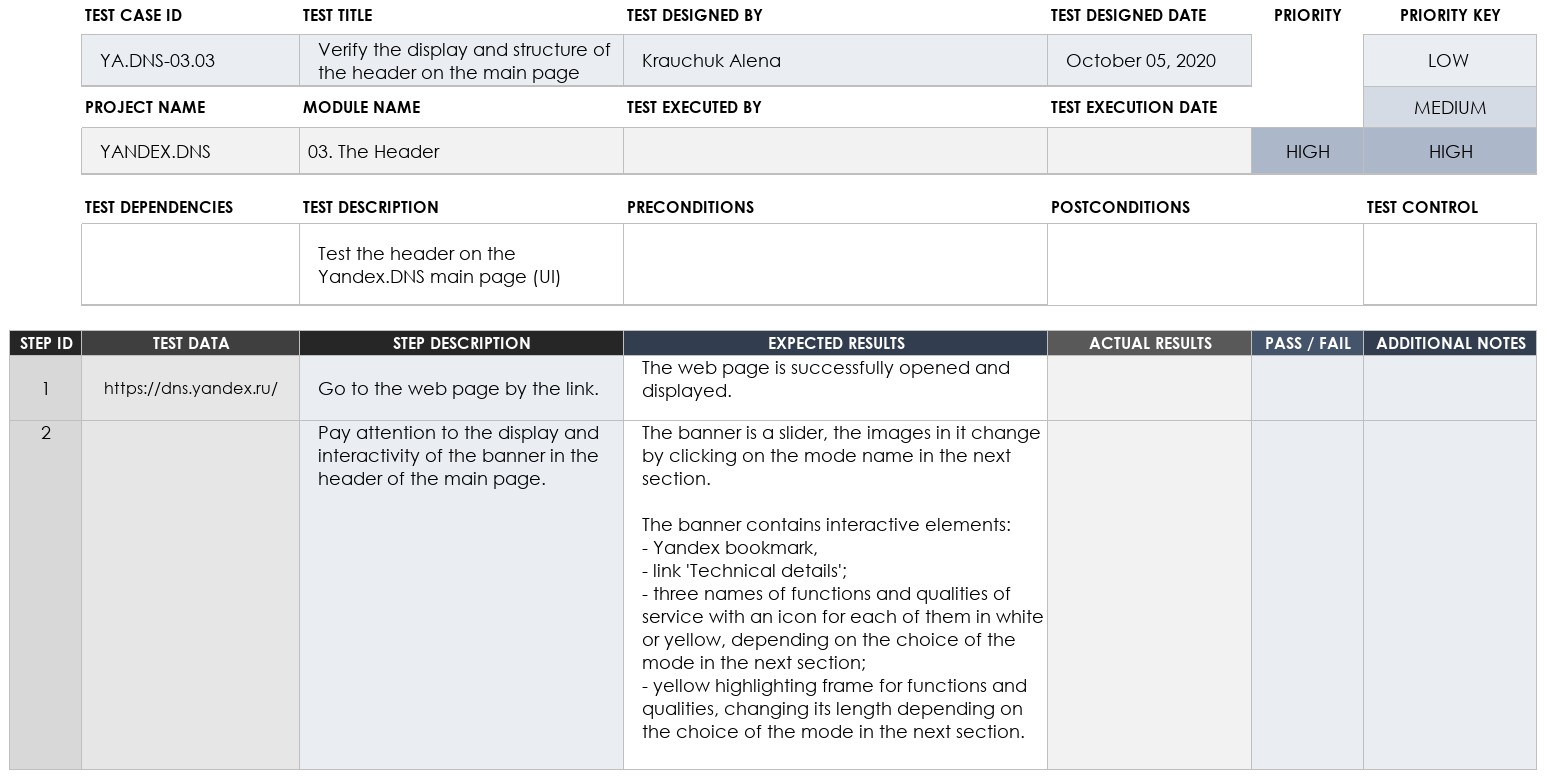 TEST CASE ID TEST TITLE TEST DESIGNED BY TEST DESIGNED DATE PRIORITY PRIORITY KEY
YA.DNS-03.03
Verify the display and structure of
the header on the main page
Krauchuk Alena
October 05, 2020
LOW
PROJECT NAME MODULE NAME TEST EXECUTED BY TEST EXECUTION DATE
MEDIUM
YANDEX.DNS
03. The Header
HIGH
HIGH
TEST DEPENDENCIES TEST DESCRIPTION PRECONDITIONS POSTCONDITIONS TEST CONTROL
Test the header on the
Yandex.DNS main page (UI)
STEP ID TEST DATA STEP DESCRIPTION EXPECTED RESULTS ACTUAL RESULTS PASS / FAIL ADDITIONAL NOTES
1
https://dns.yandex.ru/
Go to the web page by the link.
The web page is successfully opened and
displayed.
2
Pay attention to the display and
interactivity of the banner in the
header of the main page.
The banner is a slider, the images in it change
by clicking on the mode name in the next
section.
The banner contains interactive elements:
- Yandex bookmark,
- link 'Technical details';
- three names of functions and qualities of
service with an icon for each of them in white
or yellow, depending on the choice of the
mode in the next section;
- yellow highlighting frame for functions and
qualities, changing its length depending on
the choice of the mode in the next section.